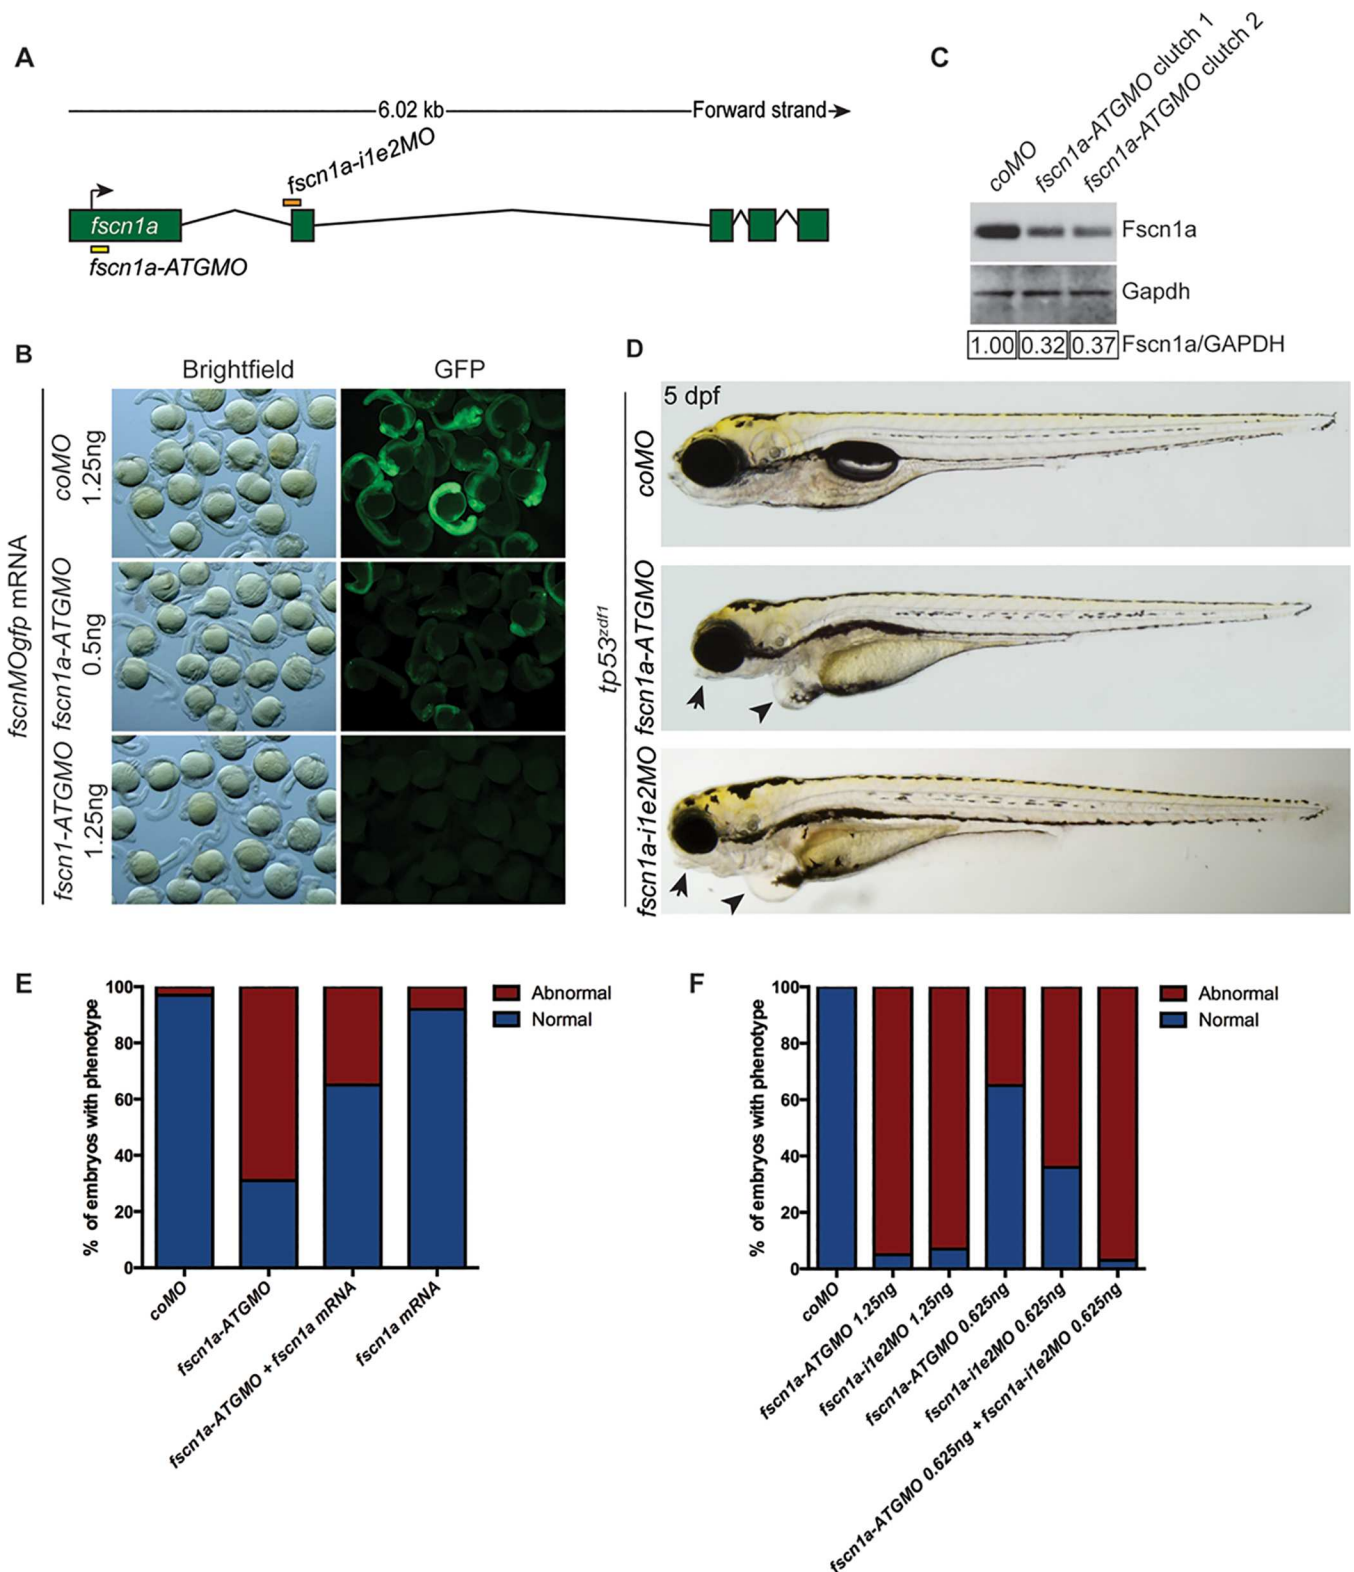 A
6.02 kb
Forward strand
fscn1a-i1e2MO
fscn1a
fscn1a-ATGMO
C
coMO
fscn1a-ATGMO clutch 1
fscn1a-ATGMO clutch 2
Fscn1a
Gapdh
1.00 0.32 0.37 Fscn1a/GAPDH
B
Brightfield
GFP
fscnMOgfp mRNA
coMO
1.25ng
fscn1a-ATGMO
0.5ng
fscn1-ATGMO
1.25ng
D
5 dpf
tp53zdf1
coMO
fscn1a-ATGMO
fscn1a-i1e2MO
E
% of embryos with phenotype
100
80
60
40
20
0
coMO
fscn1a-ATGMO
fscn1a-ATGMO + fscn1a mRNA
fscn1a mRNA
Abnormal
Normal
F
% of embryos with phenotype
100
80
60
40
20
0
coMO
fscn1a-ATGMO 1.25ng
fscn1a-i1e2MO 1.25ng
fscn1a-ATGMO 0.625ng
fscn1a-i1e2MO 0.625ng
fscn1a-ATGMO 0.625ng + fscn1a-i1e2MO 0.625ng
Abnormal
Normal